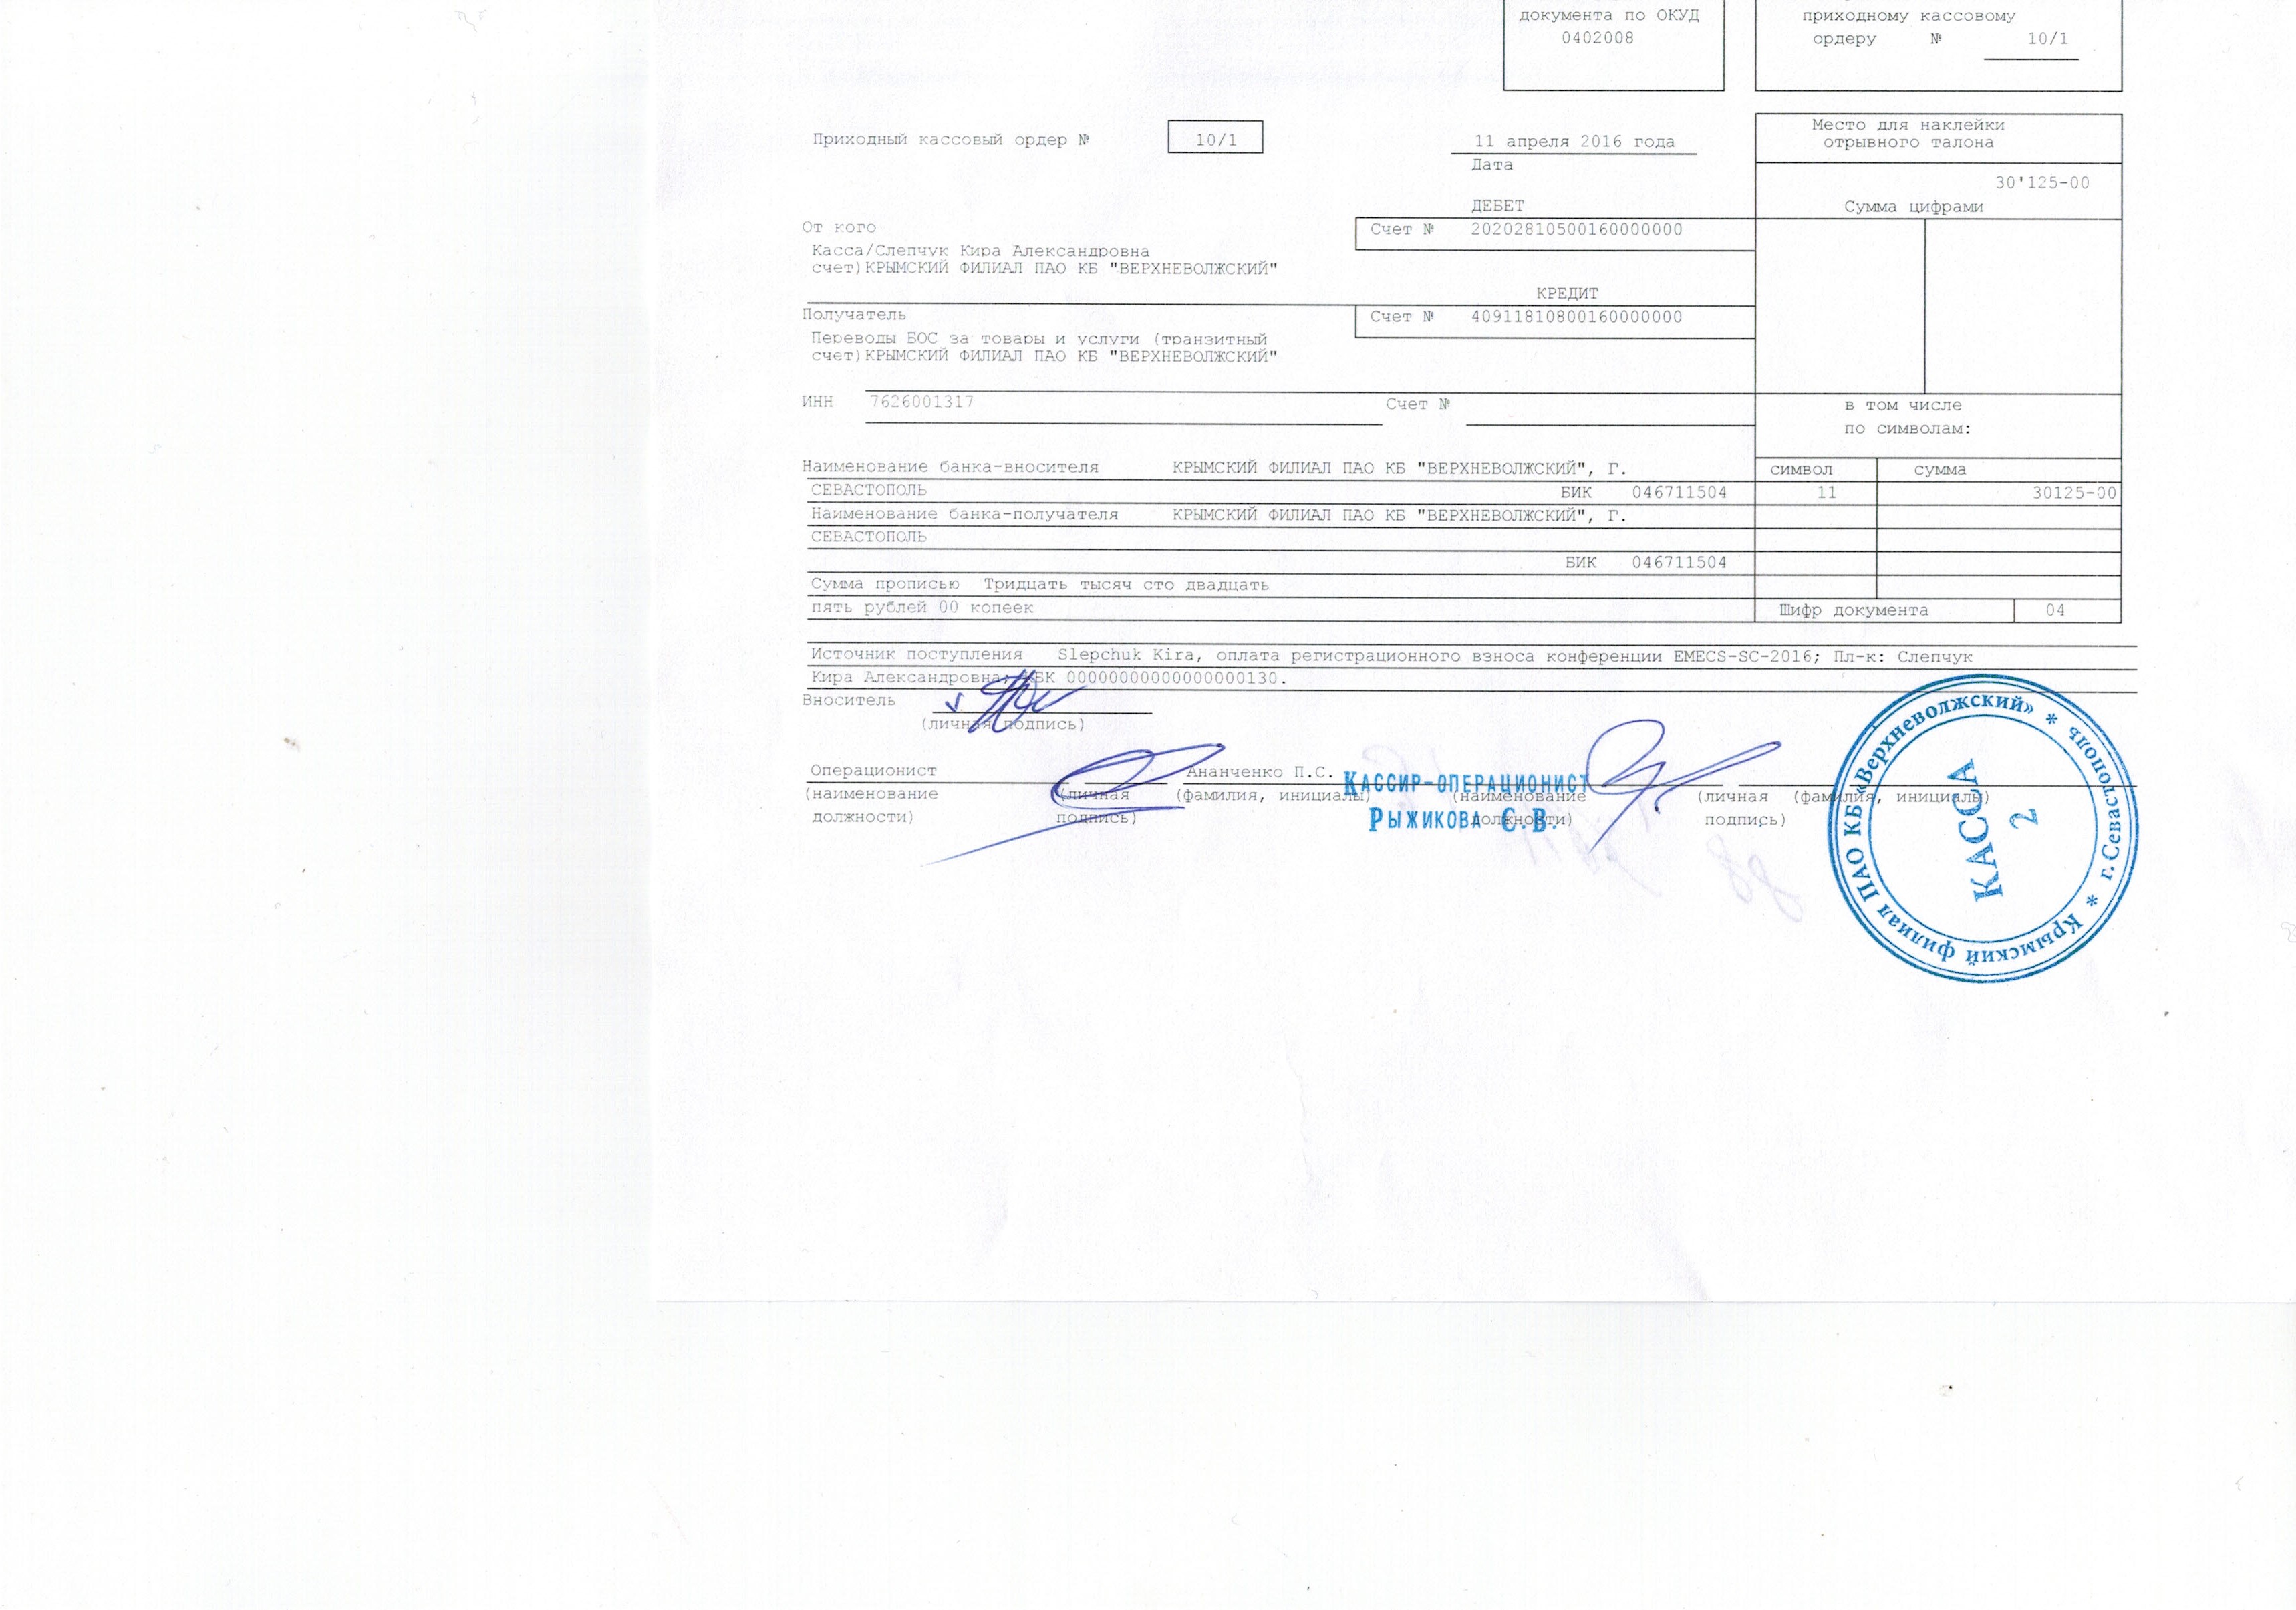 документа по ОКУД
0402008
приходному кассовому
ордеру № 10/1
Приходный кассовый ордер № 10/1
11 апреля 2016 года
Дата
Место для наклейки
отрывного талона
30'125-00
Сумма цифрами
ДЕБЕТ
От кого
Счет № 20202810500160000000
Касса/Слепчук Кира Александровна
счет)КРЫМСКИЙ ФИЛИАЛ ПАО КБ "ВЕРХНЕВОЛЖСКИЙ"
КРЕДИТ
Получатель
Счет № 40911810800160000000
Переводы БОС за товары и услуги (транзитный
счет)КРЫМСКИЙ ФИЛИАЛ ПАО КБ "ВЕРХНЕВОЛЖСКИЙ"
ИНН 7626001317 Счет №
в том числе
по символам:
Наименование банка-вносителя КРЫМСКИЙ ФИЛИАЛ ПАО КБ "ВЕРХНЕВОЛЖСКИЙ", Г.
символ сумма
СЕВАСТОПОЛЬ БИК 046711504
11 30125-00
Наименование банка-получателя КРЫМСКИЙ ФИЛИАЛ ПАО КБ "ВЕРХНЕВОЛЖСКИЙ", Г.
СЕВАСТОПОЛЬ
БИК 046711504
Сумма прописью Тридцать тысяч сто двадцать
пять рублей 00 копеек
Шифр документа 04
Источник поступления Slepchuk Kira, оплата регистрационного взноса конференции EMECS-SC-2016; Пл-к: Слепчук
Кира Александровна; КБК 00000000000000000130.
Вноситель
(личная подпись)
Операционист Ананченко П.С.
КАССИР-ОПЕРАЦИОНИСТ
РЫЖИКОВА С.В.
(наименование должности) (личная подпись) (фамилия, инициалы) (наименование должности) (личная подпись) (фамилия, инициалы)
Крымский филиал ПАО КБ «Верхневолжский» * г. Севастополь *
КАССА
2